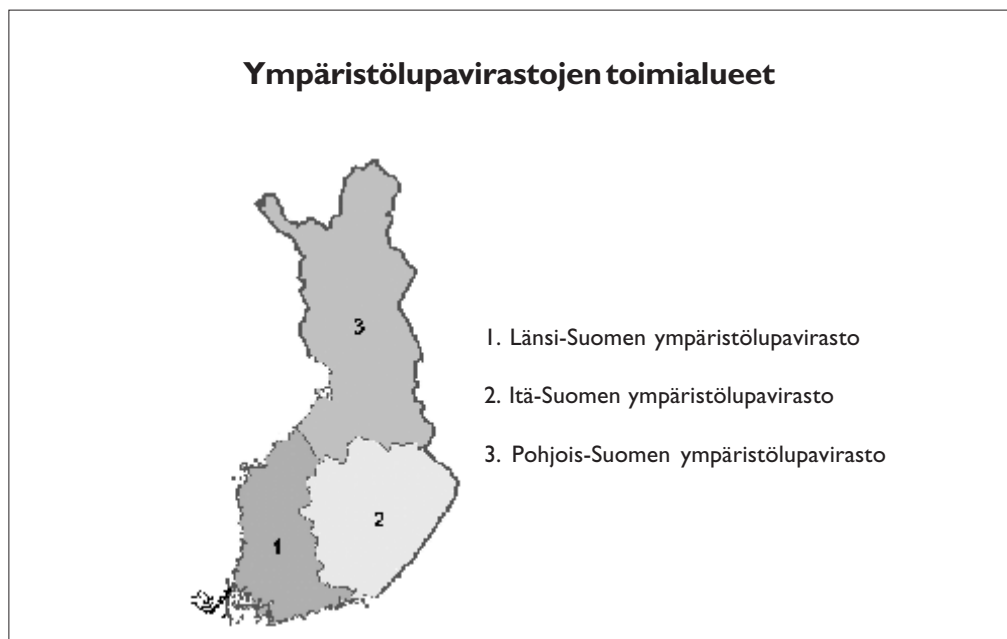 Ympäristölupavirastojen toimialueet
3
1. Länsi-Suomen ympäristölupavirasto
2. Itä-Suomen ympäristölupavirasto
3. Pohjois-Suomen ympäristölupavirasto
2
1